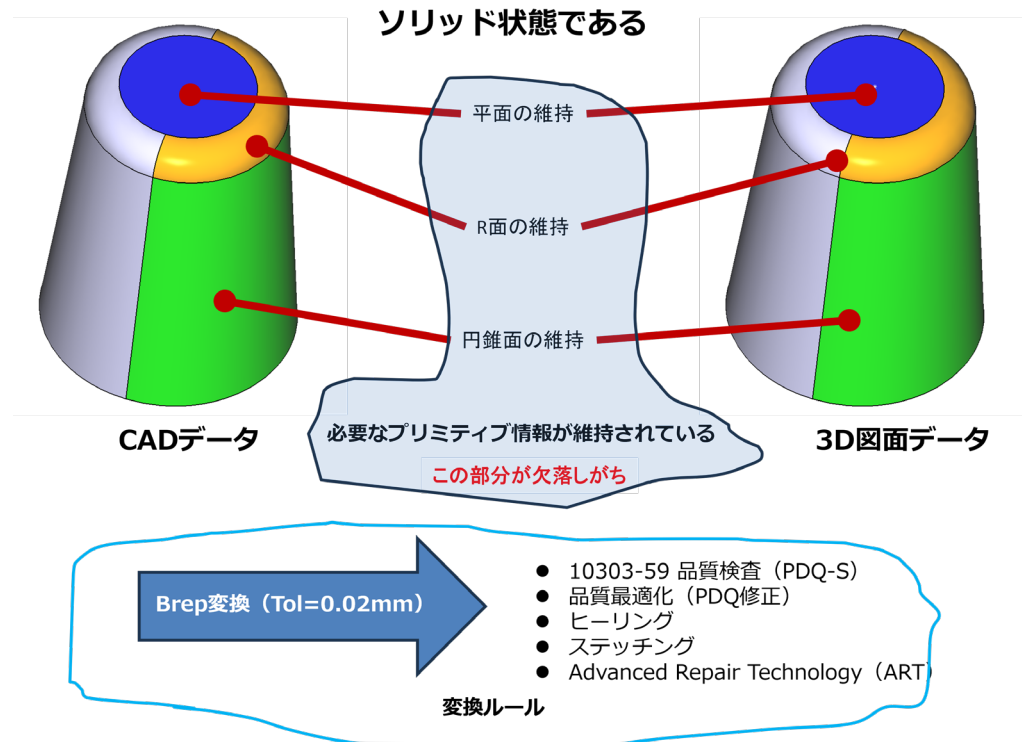 ソリッド状態である
平面の維持
R面の維持
円錐面の維持
必要なプリミティブ情報が維持されている
この部分が欠落しがち
CADデータ
3D図面データ
Brep変換（Tol=0.02mm）
● 10303-59 品質検査（PDQ-S）
● 品質最適化（PDQ修正）
● ヒーリング
● ステッチング
● Advanced Repair Technology（ART）
変換ルール